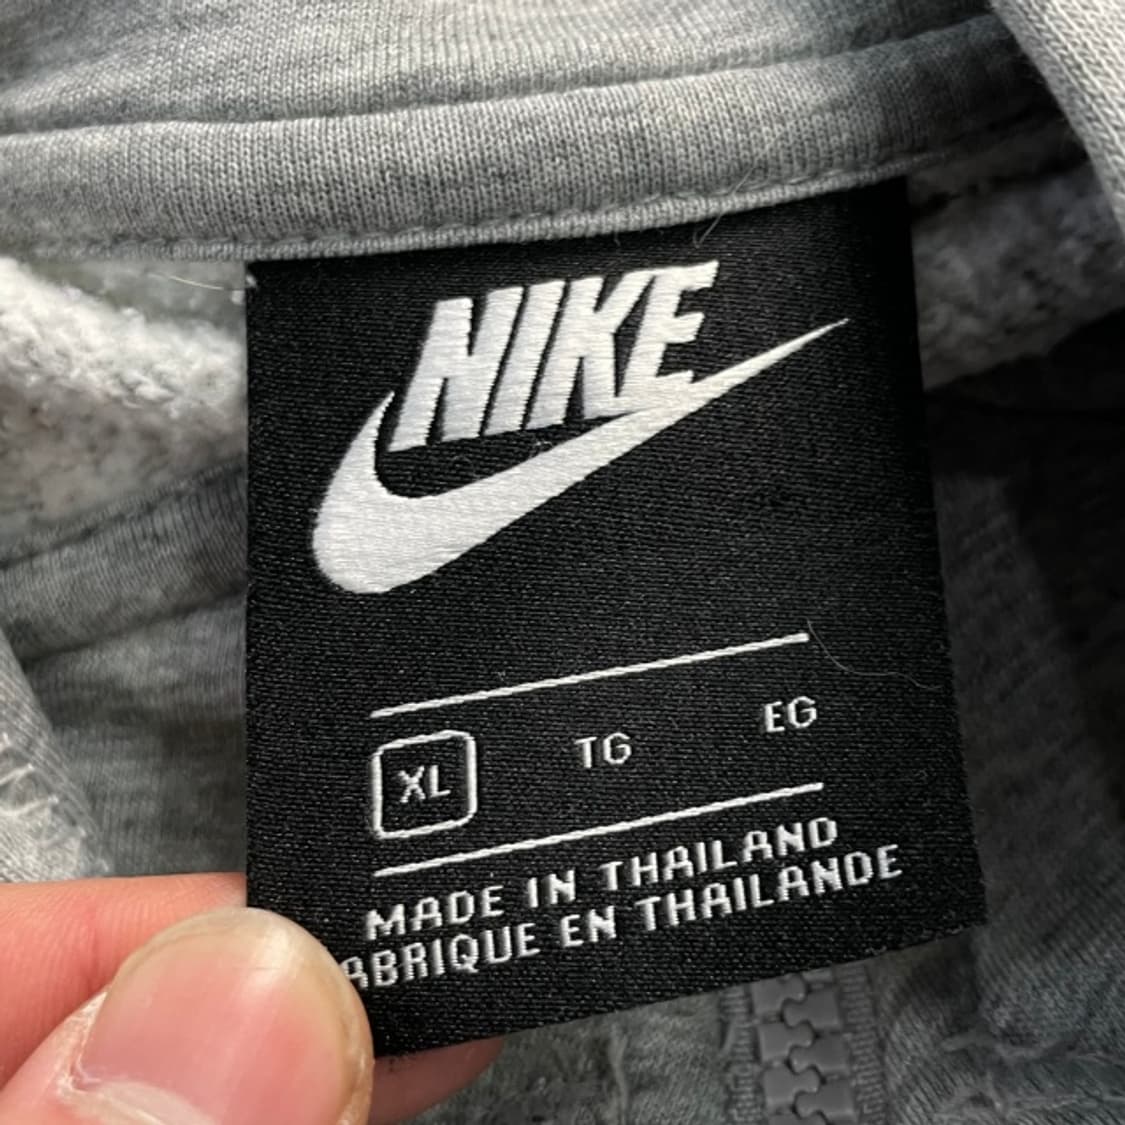 NIKE
XL TG EG
MADE IN THAILAND
ABRIQUE EN THAILANDE